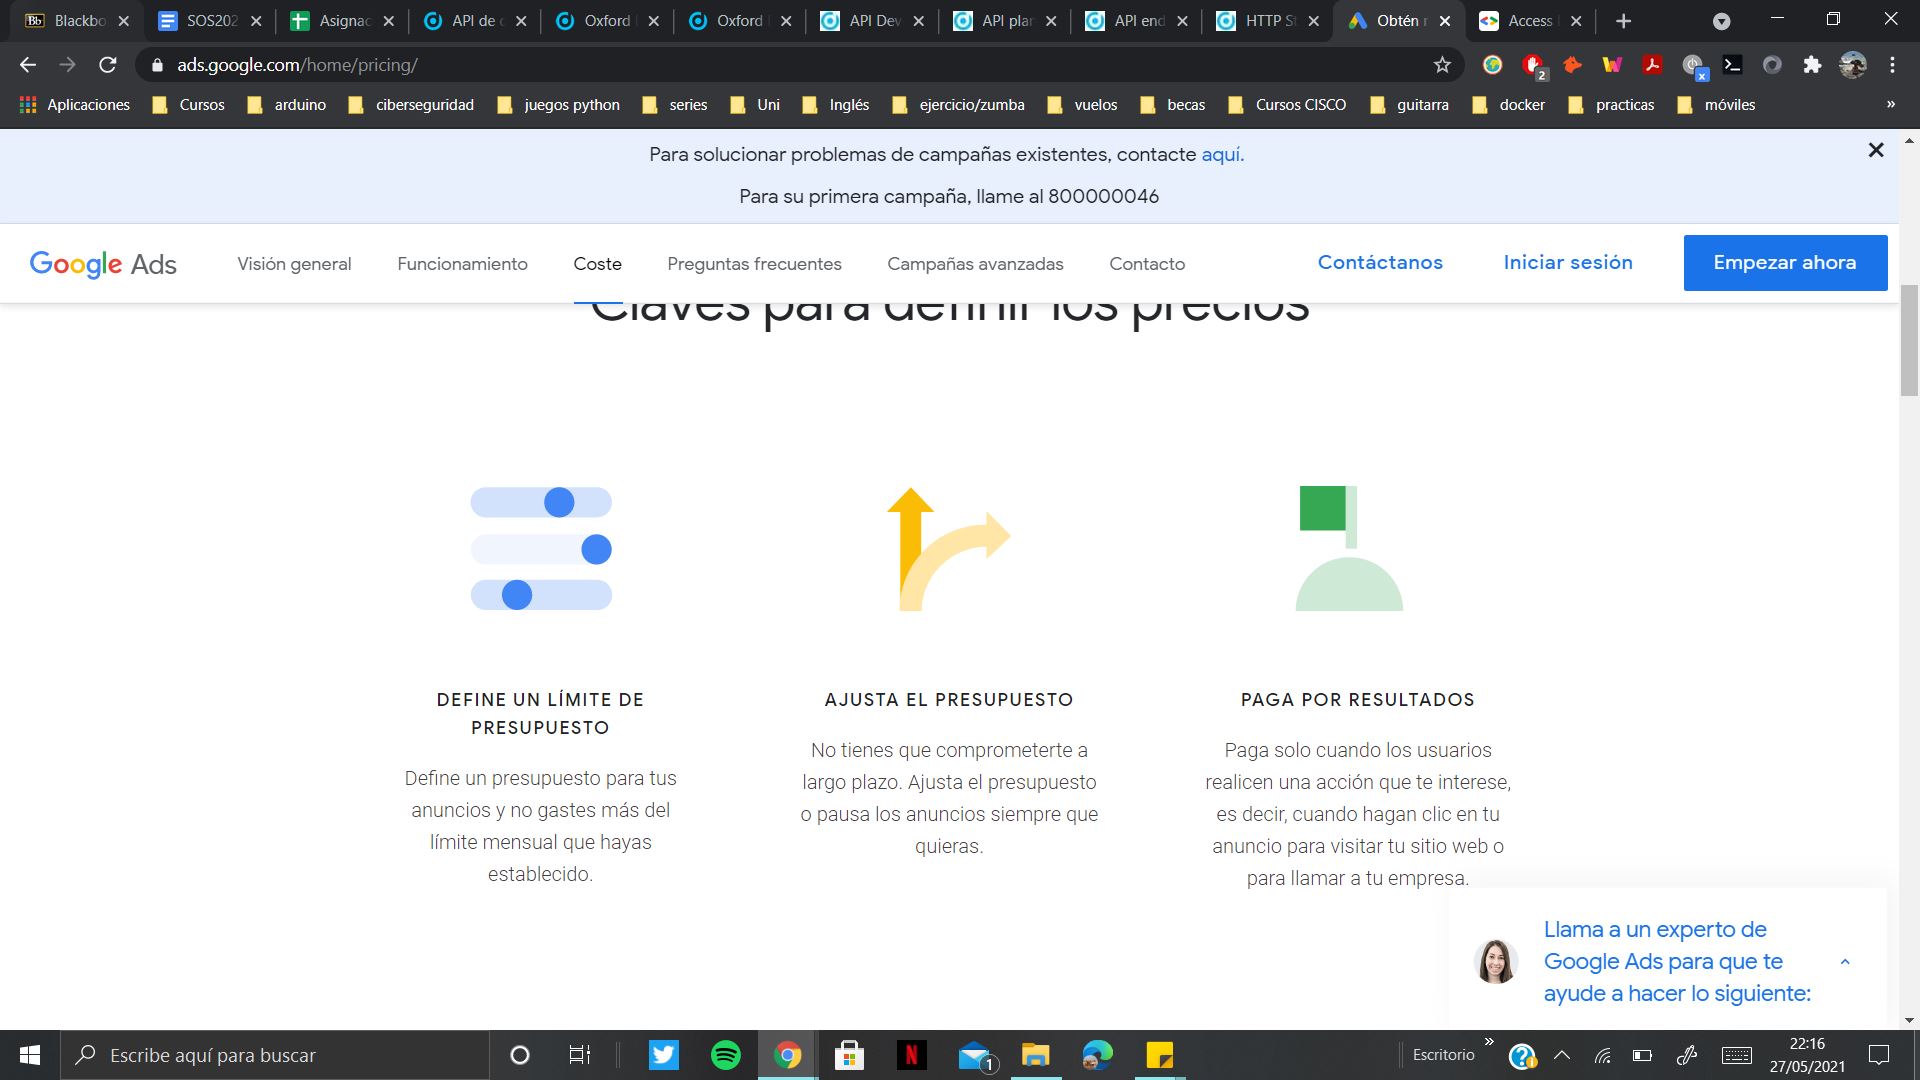 Blackbo
SOS202
Asignac
API de c
Oxford
Oxford
API Dev
API plan
API end
HTTP St
Obtén
Access
ads.google.com/home/pricing/
2
x
Aplicaciones
Cursos
arduino
ciberseguridad
juegos python
series
Uni
Inglés
ejercicio/zumba
vuelos
becas
Cursos CISCO
guitarra
docker
practicas
móviles
»
Para solucionar problemas de campañas existentes, contacte aquí.
Para su primera campaña, llame al 800000046
Google Ads
Visión general
Funcionamiento
Coste
Preguntas frecuentes
Campañas avanzadas
Contacto
Contáctanos
Iniciar sesión
Empezar ahora
Claves para definir los precios
DEFINE UN LÍMITE DE
PRESUPUESTO
Define un presupuesto para tus
anuncios y no gastes más del
límite mensual que hayas
establecido.
AJUSTA EL PRESUPUESTO
No tienes que comprometerte a
largo plazo. Ajusta el presupuesto
o pausa los anuncios siempre que
quieras.
PAGA POR RESULTADOS
Paga solo cuando los usuarios
realicen una acción que te interese,
es decir, cuando hagan clic en tu
anuncio para visitar tu sitio web o
para llamar a tu empresa.
Llama a un experto de
Google Ads para que te
ayude a hacer lo siguiente:
Escribe aquí para buscar
1
Escritorio
»
22:16
27/05/2021